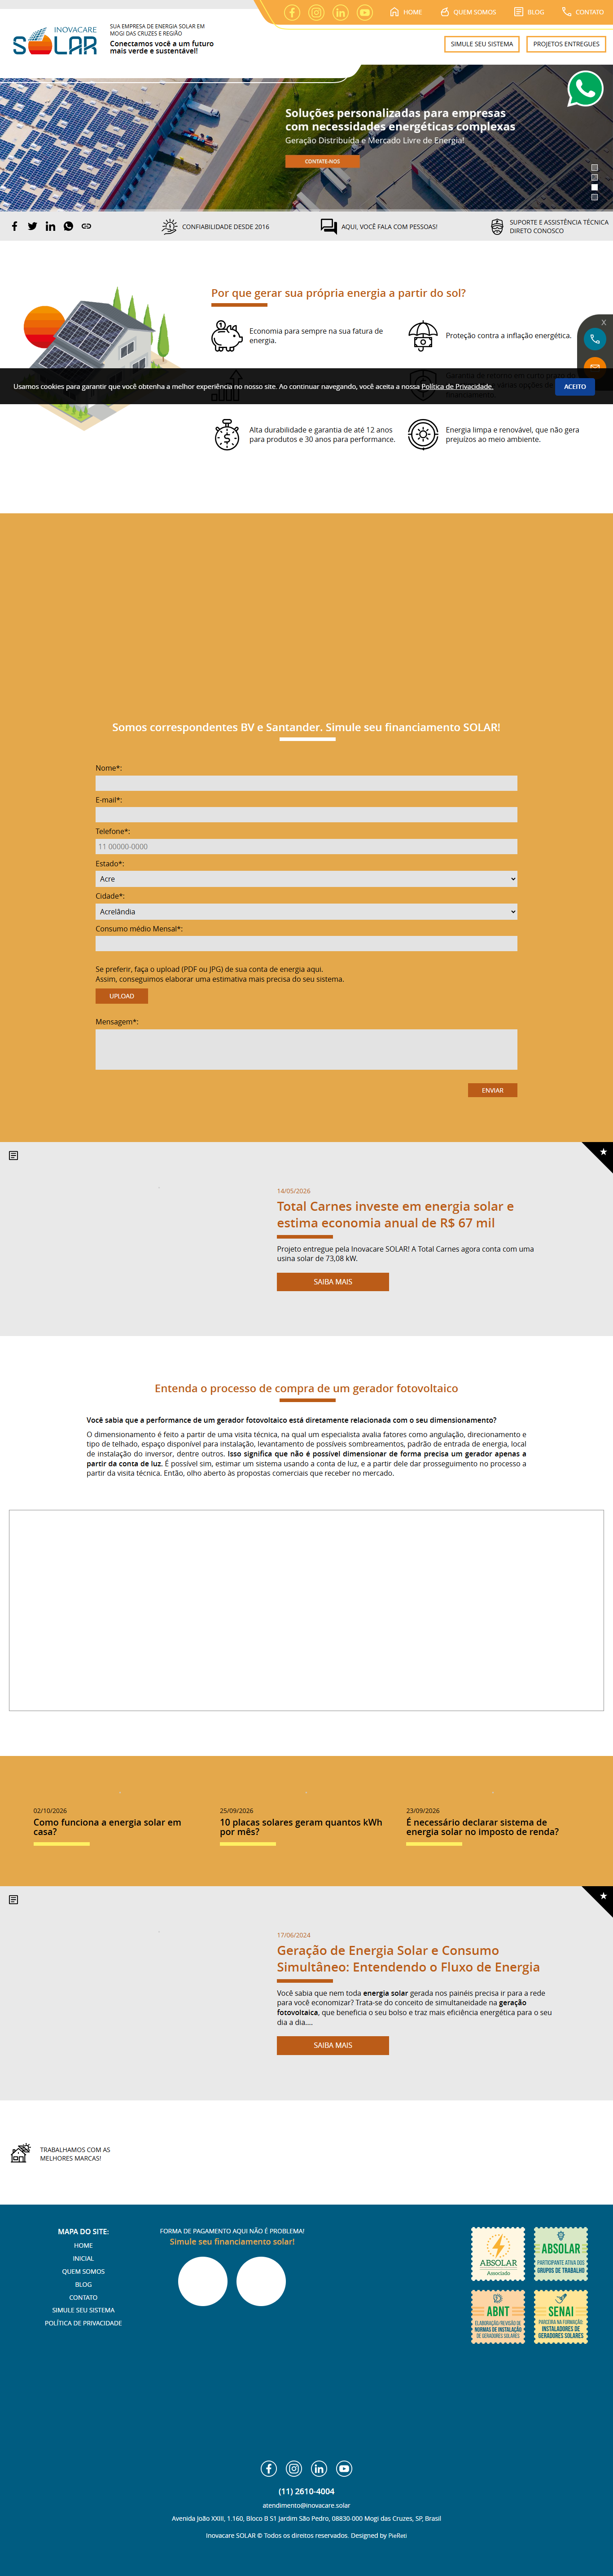 INOVACARE
SOLAR
SUA EMPRESA DE ENERGIA SOLAR EM
MOGI DAS CRUZES E REGIÃO
Conectamos você a um futuro
mais verde e sustentável!
HOME
QUEM SOMOS
BLOG
CONTATO
SIMULE SEU SISTEMA
PROJETOS ENTREGUES
Soluções personalizadas para empresas
com necessidades energéticas complexas
Geração Distribuída e Mercado Livre de Energia!
CONTATE-NOS
CONFIABILIDADE DESDE 2016
AQUI, VOCÊ FALA COM PESSOAS!
SUPORTE E ASSISTÊNCIA TÉCNICA
DIRETO CONOSCO
Por que gerar sua própria energia a partir do sol?
Economia para sempre na sua fatura de
energia.
Proteção contra a inflação energética.
X
Usamos cookies para garantir que você obtenha a melhor experiência no nosso site. Ao continuar navegando, você aceita a nossa Política de Privacidade.
ACEITO
Alta durabilidade e garantia de até 12 anos
para produtos e 30 anos para performance.
Energia limpa e renovável, que não gera
prejuízos ao meio ambiente.
Somos correspondentes BV e Santander. Simule seu financiamento SOLAR!
Nome*:
E-mail*:
Telefone*:
11 00000-0000
Estado*:
Acre
Cidade*:
Acrelândia
Consumo médio Mensal*:
Se preferir, faça o upload (PDF ou JPG) de sua conta de energia aqui.
Assim, conseguimos elaborar uma estimativa mais precisa do seu sistema.
UPLOAD
Mensagem*:
ENVIAR
14/05/2026
Total Carnes investe em energia solar e
estima economia anual de R$ 67 mil
Projeto entregue pela Inovacare SOLAR! A Total Carnes agora conta com uma
usina solar de 73,08 kW.
SAIBA MAIS
Entenda o processo de compra de um gerador fotovoltaico
Você sabia que a performance de um gerador fotovoltaico está diretamente relacionada com o seu dimensionamento?
O dimensionamento é feito a partir de uma visita técnica, na qual um especialista avalia fatores como angulação, direcionamento e
tipo de telhado, espaço disponível para instalação, levantamento de possíveis sombreamentos, padrão de entrada de energia, local
de instalação do inversor, dentre outros. Isso significa que não é possível dimensionar de forma precisa um gerador apenas a
partir da conta de luz. É possível sim, estimar um sistema usando a conta de luz, e a partir dele dar prosseguimento no processo a
partir da visita técnica. Então, olho aberto às propostas comerciais que receber no mercado.
02/10/2026
Como funciona a energia solar em
casa?
25/09/2026
10 placas solares geram quantos kWh
por mês?
23/09/2026
É necessário declarar sistema de
energia solar no imposto de renda?
17/06/2024
Geração de Energia Solar e Consumo
Simultâneo: Entendendo o Fluxo de Energia
Você sabia que nem toda energia solar gerada nos painéis precisa ir para a rede
para você economizar? Trata-se do conceito de simultaneidade na geração
fotovoltaica, que beneficia o seu bolso e traz mais eficiência energética para o seu
dia a dia....
SAIBA MAIS
TRABALHAMOS COM AS
MELHORES MARCAS!
MAPA DO SITE:
HOME
INICIAL
QUEM SOMOS
BLOG
CONTATO
SIMULE SEU SISTEMA
POLÍTICA DE PRIVACIDADE
FORMA DE PAGAMENTO AQUI NÃO É PROBLEMA!
Simule seu financiamento solar!
ABSOLAR
Associado
ABSOLAR
PARTICIPANTE ATIVA DOS
GRUPOS DE TRABALHO
ABNT
ELABORAÇÃO/REVISÃO DE
NORMAS DE INSTALAÇÃO
DE GERADORES SOLARES
SENAI
PARCEIRA NA FORMAÇÃO
INSTALADORES DE
GERADORES SOLARES
(11) 2610-4004
atendimento@inovacare.solar
Avenida João XXIII, 1.160, Bloco B S1 Jardim São Pedro, 08830-000 Mogi das Cruzes, SP, Brasil
Inovacare SOLAR © Todos os direitos reservados. Designed by PieReti